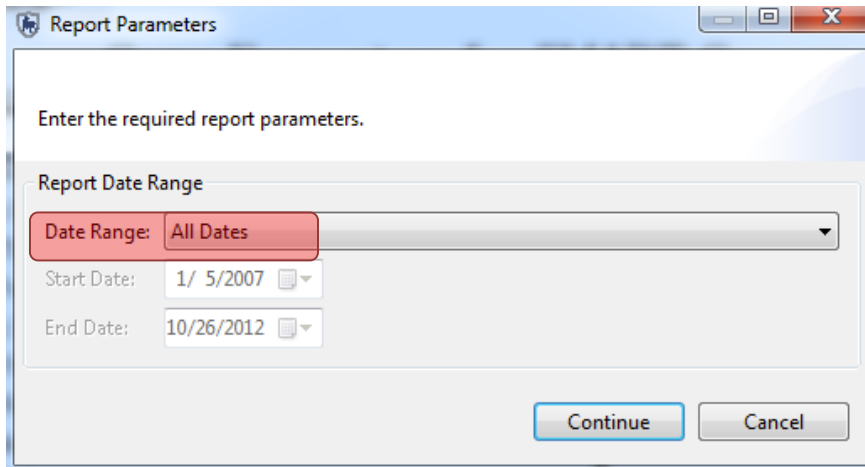 Report Parameters
Enter the required report parameters.
Report Date Range
Date Range: All Dates
Start Date: 1/ 5/2007
End Date: 10/26/2012
Continue Cancel